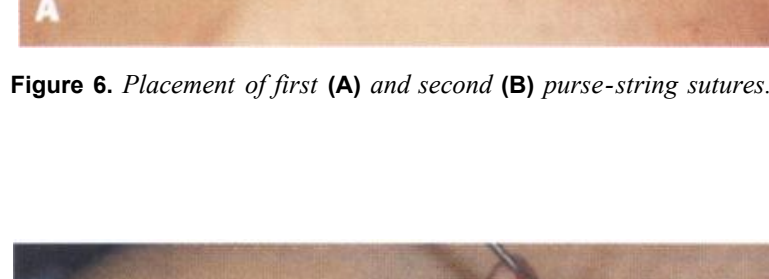 A
Figure 6. Placement of first (A) and second (B) purse-string sutures.